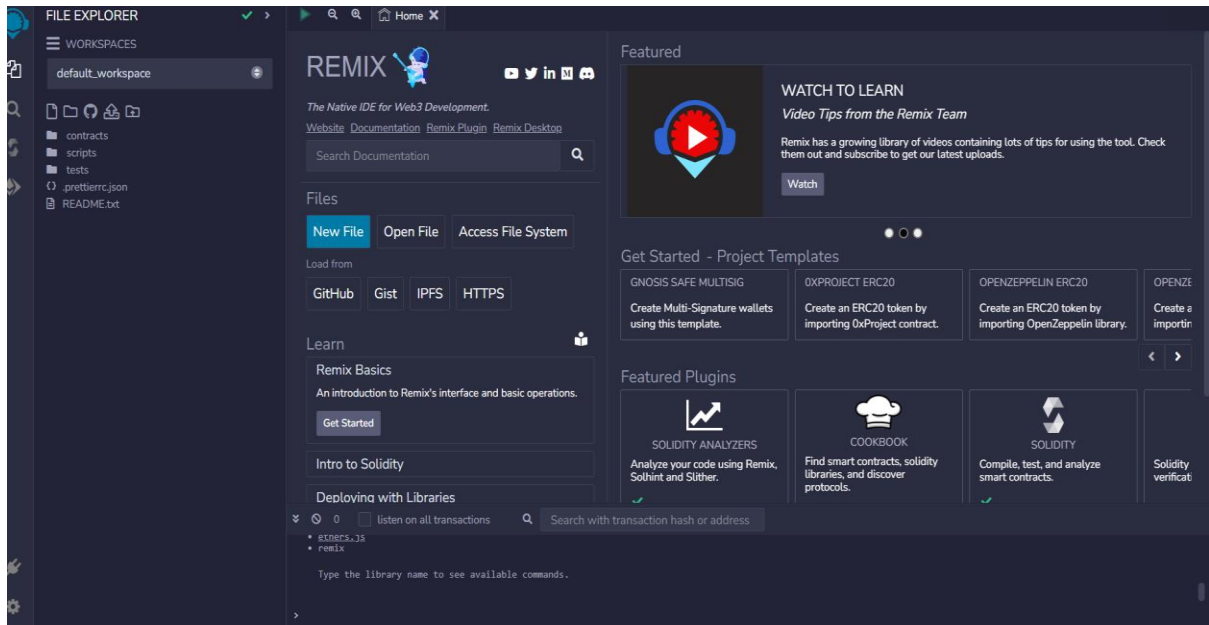 FILE EXPLORER
WORKSPACES
default_workspace
contracts
scripts
tests
.prettierrc.json
README.txt
Home
REMIX
The Native IDE for Web3 Development.
Website Documentation Remix Plugin Remix Desktop
Search Documentation
Files
New File Open File Access File System
Load from
GitHub Gist IPFS HTTPS
Learn
Remix Basics
An introduction to Remix's interface and basic operations.
Get Started
Intro to Solidity
Deploying with Libraries
Featured
WATCH TO LEARN
Video Tips from the Remix Team
Remix has a growing library of videos containing lots of tips for using the tool. Check
them out and subscribe to get our latest uploads.
Watch
Get Started - Project Templates
GNOSIS SAFE MULTISIG
Create Multi-Signature wallets
using this template.
0XPROJECT ERC20
Create an ERC20 token by
importing 0xProject contract.
OPENZEPPELIN ERC20
Create an ERC20 token by
importing OpenZeppelin library.
OPENZE
Create a
importin
Featured Plugins
SOLIDITY ANALYZERS
Analyze your code using Remix,
Solhint and Slither.
COOKBOOK
Find smart contracts, solidity
libraries, and discover
protocols.
SOLIDITY
Compile, test, and analyze
smart contracts.
Solidity
verificati
0 listen on all transactions Search with transaction hash or address
ethers.js
remix
Type the library name to see available commands.
>